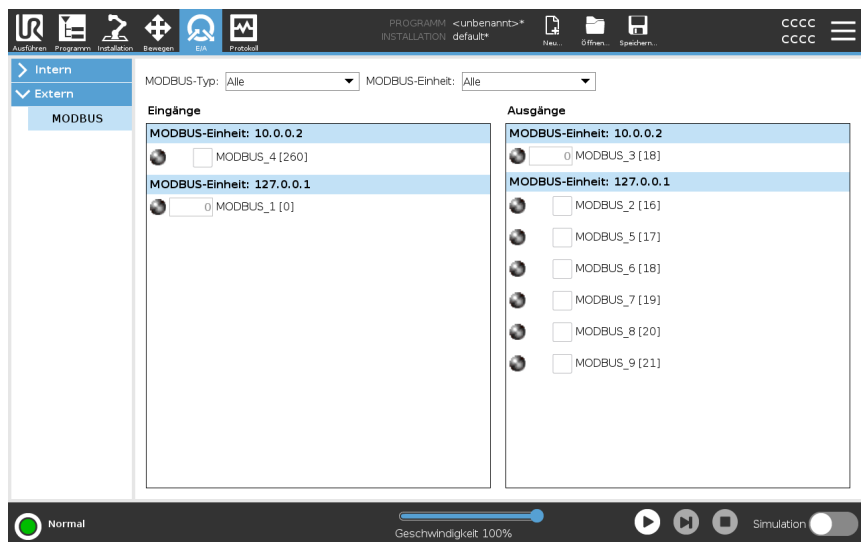 UR
PROGRAMM <unbenannt>*
INSTALLATION default*
CCCC
CCCC
Ausführen Programm Installation Bewegen E/A Protokoll Neu... Öffnen... Speichern...
Intern
Extern
MODBUS
MODBUS-Typ: Alle MODBUS-Einheit: Alle
Eingänge
MODBUS-Einheit: 10.0.0.2
MODBUS_4 [260]
MODBUS-Einheit: 127.0.0.1
0 MODBUS_1 [0]
Ausgänge
MODBUS-Einheit: 10.0.0.2
0 MODBUS_3 [18]
MODBUS-Einheit: 127.0.0.1
MODBUS_2 [16]
MODBUS_5 [17]
MODBUS_6 [18]
MODBUS_7 [19]
MODBUS_8 [20]
MODBUS_9 [21]
Normal
Geschwindigkeit 100%
Simulation